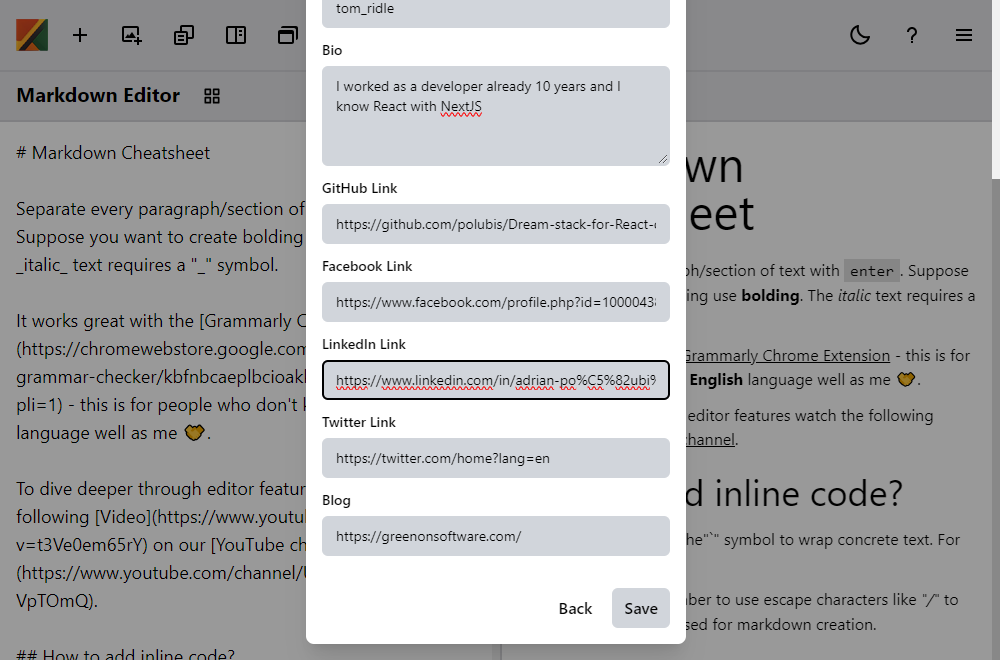 Markdown Editor
# Markdown Cheatsheet
Separate every paragraph/section of
Suppose you want to create bolding
_italic_ text requires a "_" symbol.
It works great with the [Grammarly C
(https://chromewebstore.google.com
grammar-checker/kbfnbcaeplbcioakk
pli=1) - this is for people who don't k
language well as me
.
To dive deeper through editor featur
following [Video](https://www.youtu
v=t3Ve0em65rY) on our [YouTube ch
(https://www.youtube.com/channel/U
VpTOmQ).
## How to add inline code?
tom_ridle
Bio
I worked as a developer already 10 years and I
know React with NextJS
GitHub Link
https://github.com/polubis/Dream-stack-for-React-
Facebook Link
https://www.facebook.com/profile.php?id=1000043
LinkedIn Link
https://www.linkedin.com/in/adrian-po%C5%82ubi%
Twitter Link
https://twitter.com/home?lang=en
Blog
https://greenonsoftware.com/
Back
Save
?
wn
eet
ph/section of text with enter. Suppose
ing use bolding. The italic text requires a
Grammarly Chrome Extension - this is for
English language well as me
.
editor features watch the following
channel.
d inline code?
he"`" symbol to wrap concrete text. For
ber to use escape characters like "/" to
sed for markdown creation.